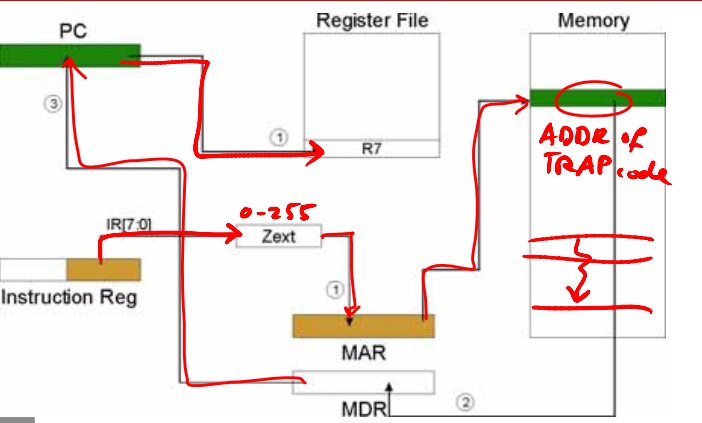 Register File
Memory
PC
③
①
R7
ADDR of
TRAP code
IR[7:0]
0-255
Zext
①
Instruction Reg
MAR
MDR
②